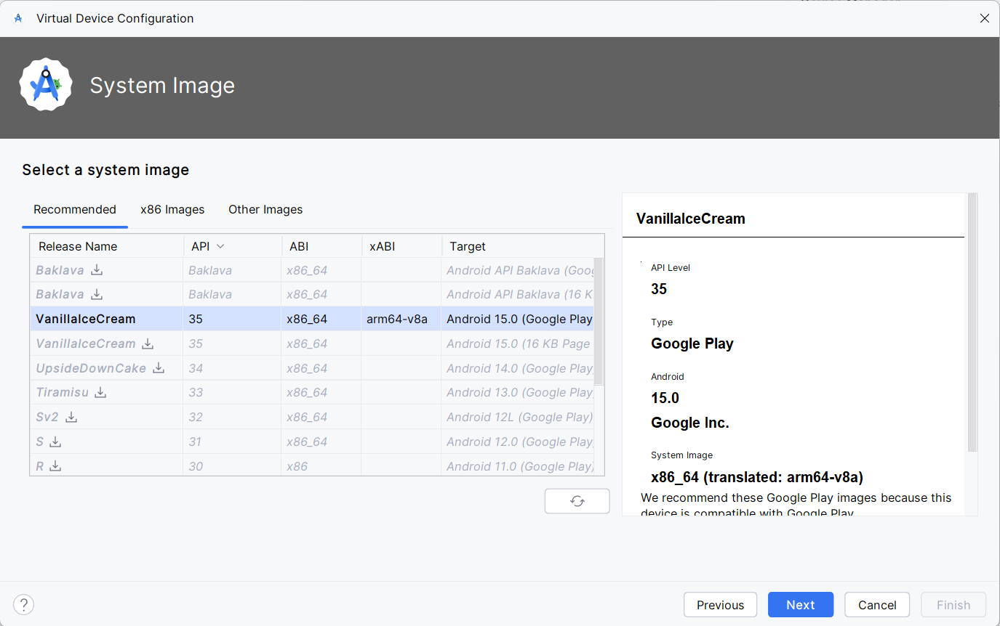 Virtual Device Configuration
System Image
Select a system image
Recommended x86 Images Other Images
Release Name API ABI xABI Target
Baklava Baklava x86_64 Android API Baklava (Goog
Baklava Baklava x86_64 Android API Baklava (16 K
VanillaIceCream 35 x86_64 arm64-v8a Android 15.0 (Google Play
VanillaIceCream 35 x86_64 Android 15.0 (16 KB Page
UpsideDownCake 34 x86_64 Android 14.0 (Google Play
Tiramisu 33 x86_64 Android 13.0 (Google Play
Sv2 32 x86_64 Android 12L (Google Play)
S 31 x86_64 Android 12.0 (Google Play
R 30 x86 Android 11.0 (Google Play)
VanillaIceCream
API Level
35
Type
Google Play
Android
15.0
Google Inc.
System Image
x86_64 (translated: arm64-v8a)
We recommend these Google Play images because this
device is compatible with Google Play
?
Previous Next Cancel Finish